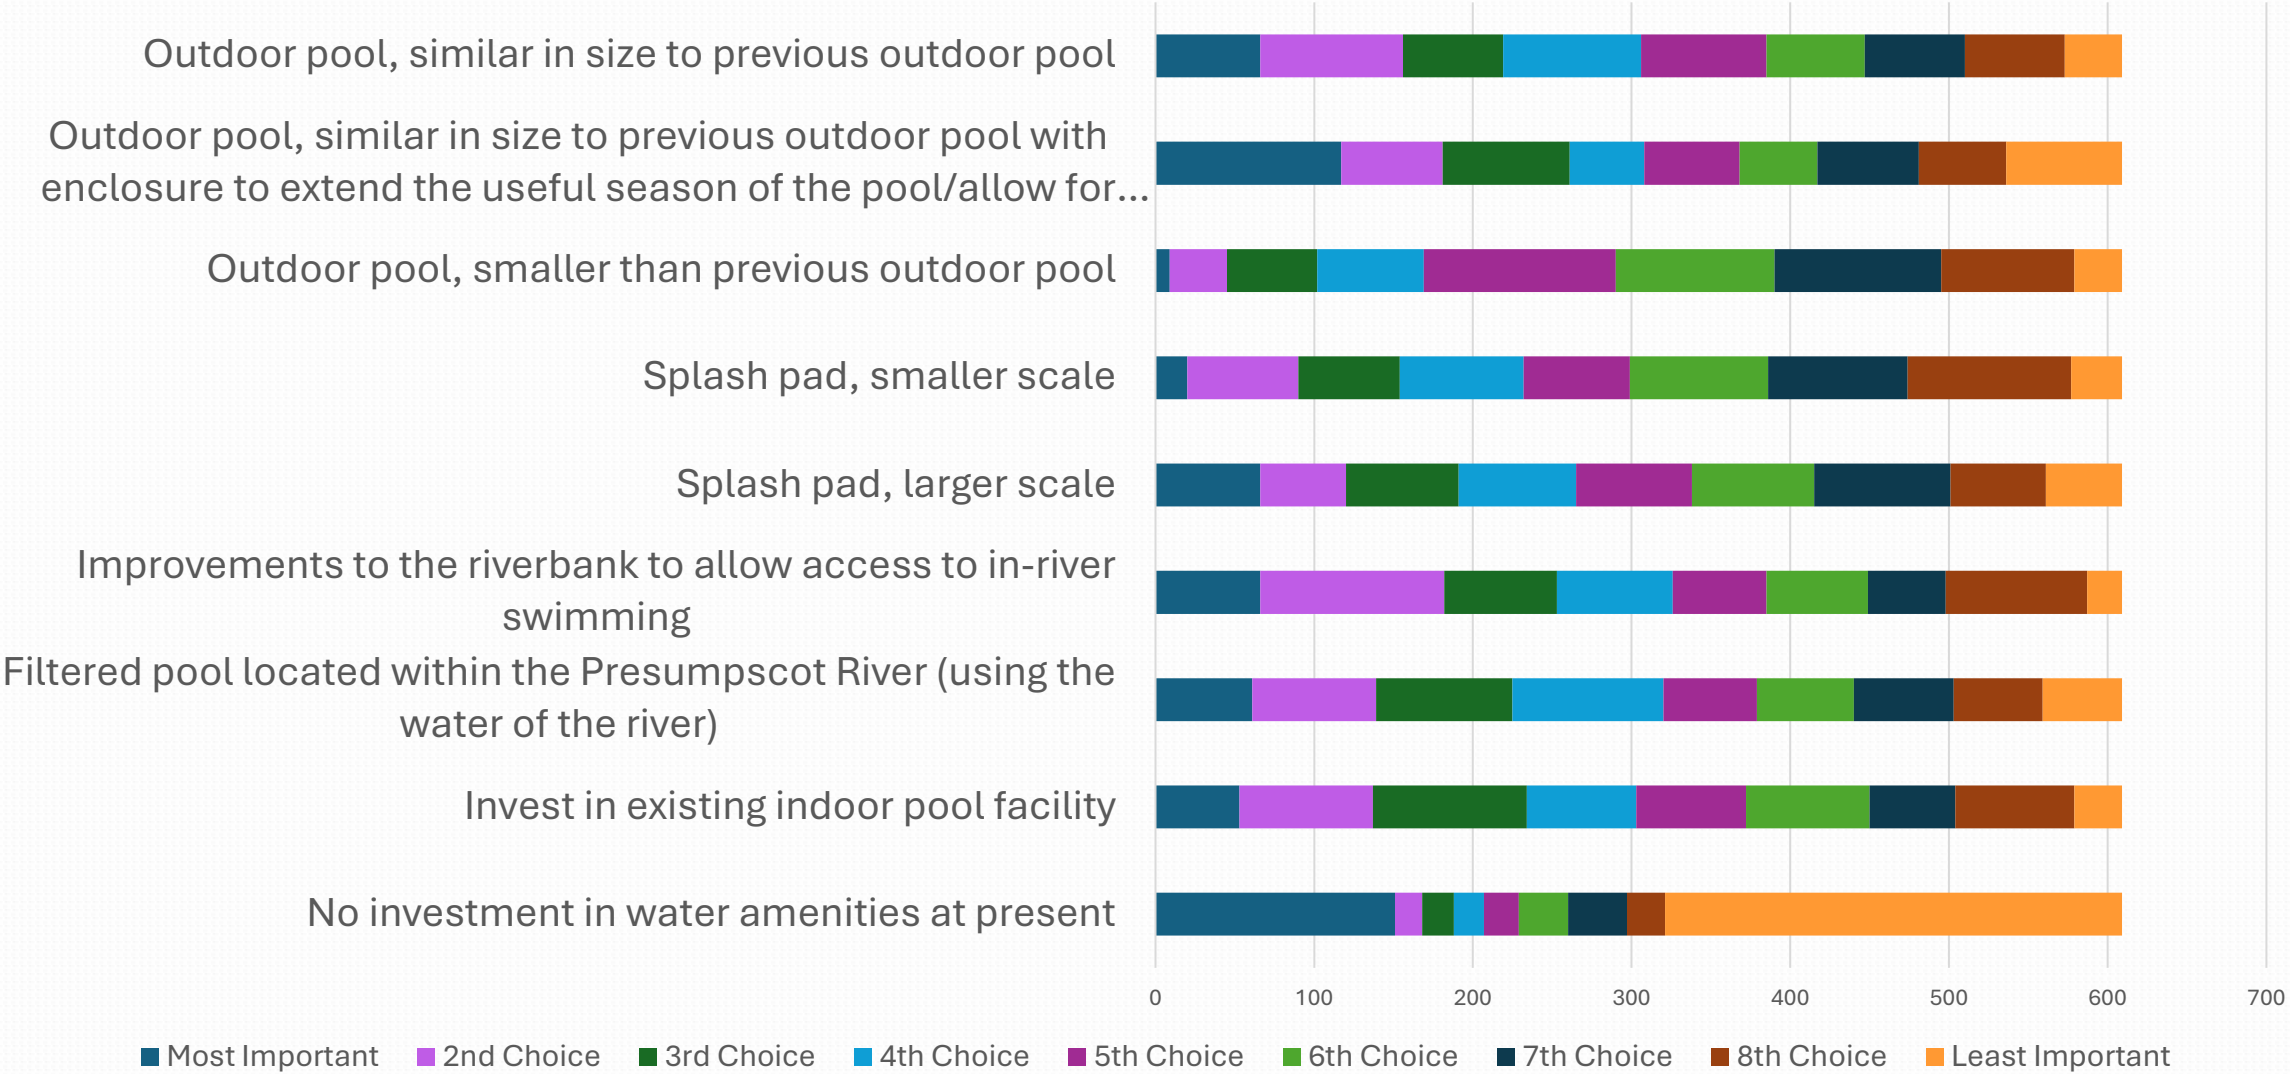 Outdoor pool, similar in size to previous outdoor pool
Outdoor pool, similar in size to previous outdoor pool with
enclosure to extend the useful season of the pool/allow for...
Outdoor pool, smaller than previous outdoor pool
Splash pad, smaller scale
Splash pad, larger scale
Improvements to the riverbank to allow access to in-river
swimming
Filtered pool located within the Presumpscot River (using the
water of the river)
Invest in existing indoor pool facility
No investment in water amenities at present
0 100 200 300 400 500 600 700
Most Important 2nd Choice 3rd Choice 4th Choice 5th Choice 6th Choice 7th Choice 8th Choice Least Important